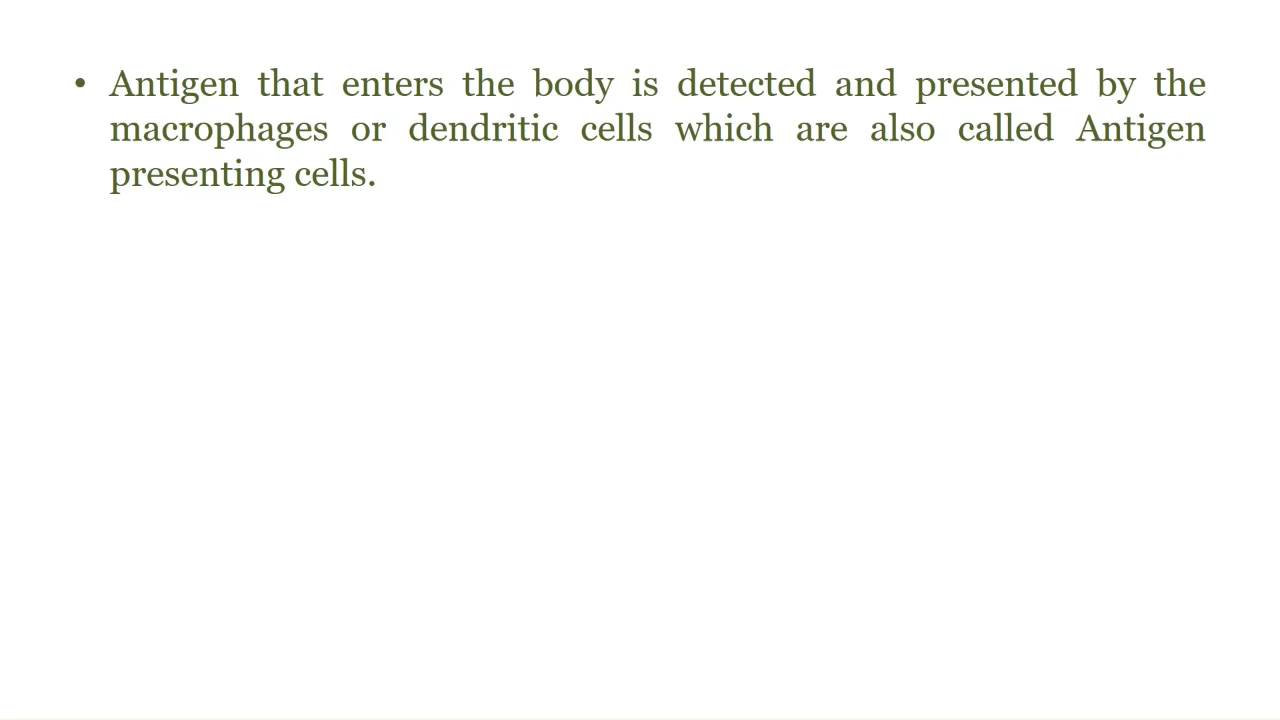 • Antigen that enters the body is detected and presented by the
macrophages or dendritic cells which are also called Antigen
presenting cells.